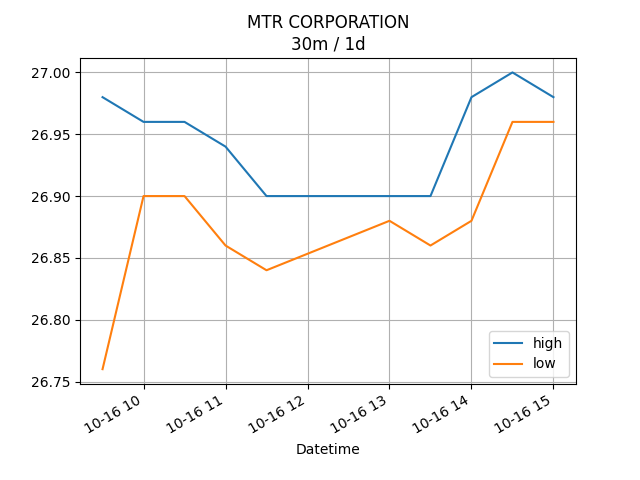 MTR CORPORATION
30m / 1d
27.00
26.95
26.90
26.85
26.80
26.75
high
low
10-16 10
10-16 11
10-16 12
10-16 13
10-16 14
10-16 15
Datetime